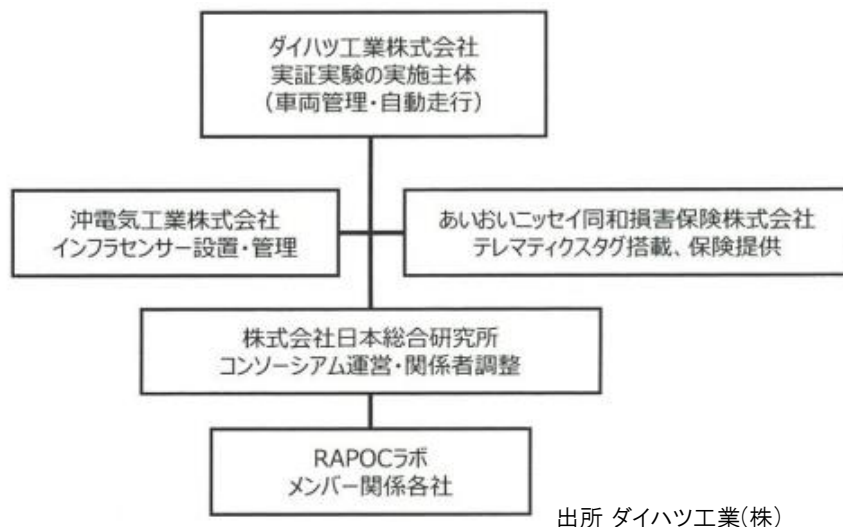 ダイハツ工業株式会社
実証実験の実施主体
(車両管理・自動走行)
沖電気工業株式会社
インフラセンサー設置・管理
あいおいニッセイ同和損害保険株式会社
テレマティクスタグ搭載、保険提供
株式会社日本総合研究所
コンソーシアム運営・関係者調整
RAPOCラボ
メンバー関係各社
出所 ダイハツ工業(株)